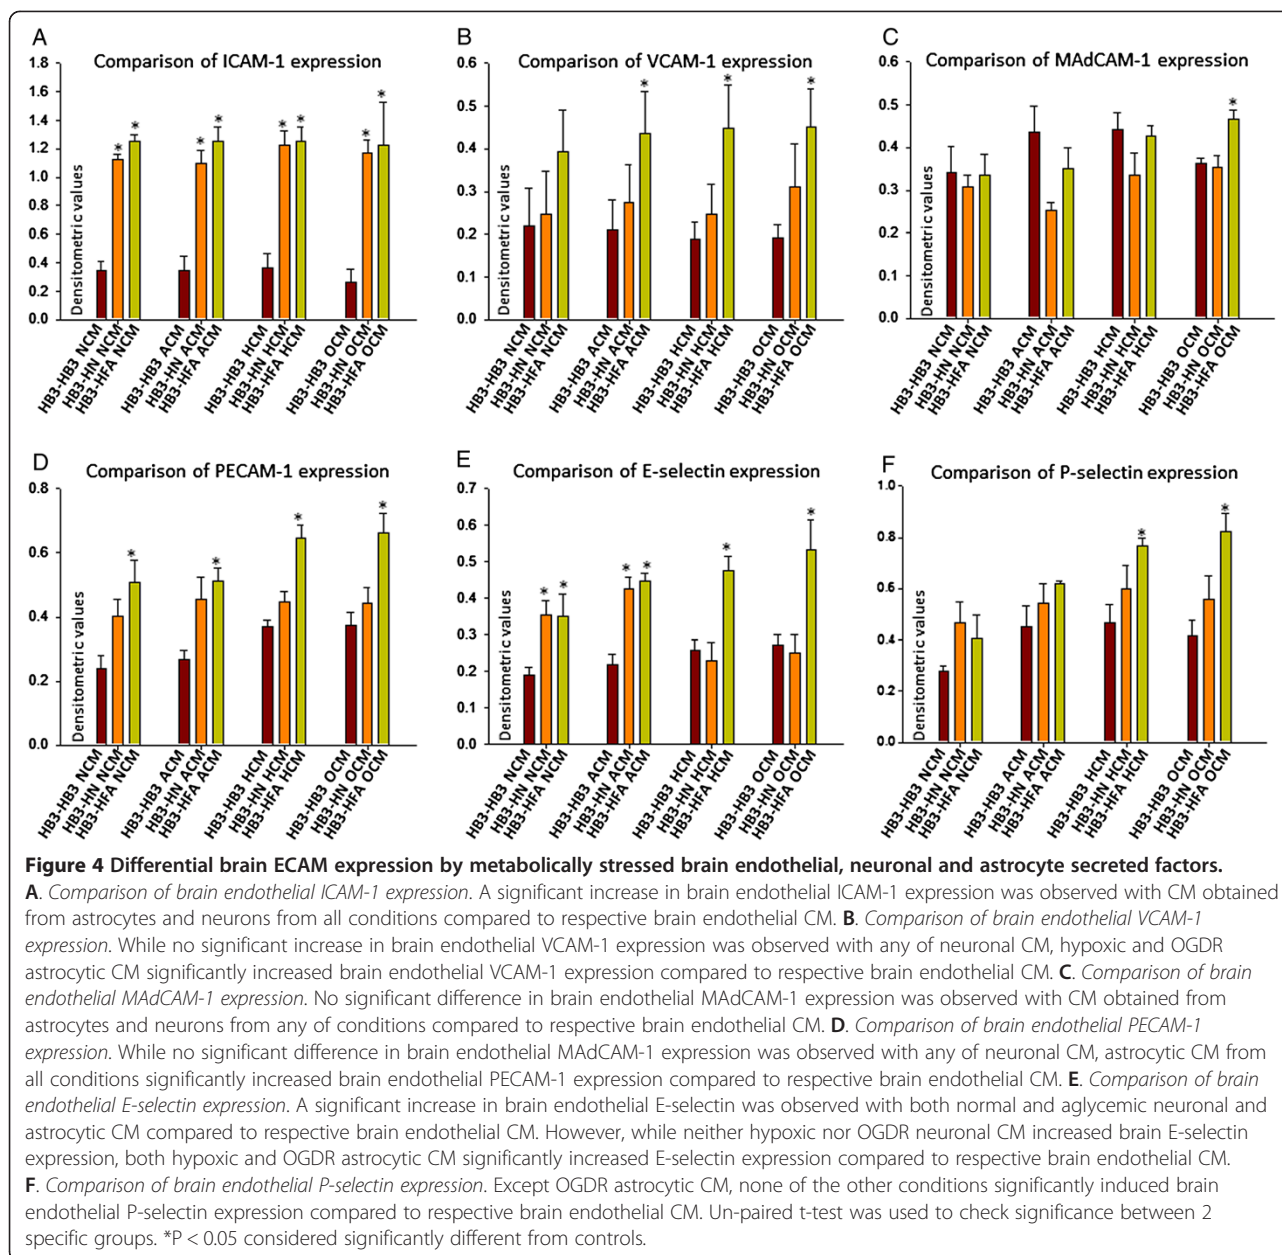 A
Comparison of ICAM-1 expression
Densitometric values
1.8
1.6
1.4
1.2
1.0
0.8
0.6
0.4
0.2
0.0
* * * * * * * *
HB3-HB3 NCM
HB3-HN NCM
HB3-HFA NCM
HB3-HB3 ACM
HB3-HN ACM
HB3-HFA ACM
HB3-HB3 HCM
HB3-HN HCM
HB3-HFA HCM
HB3-HB3 OCM
HB3-HN OCM
HB3-HFA OCM
B
Comparison of VCAM-1 expression
Densitometric values
0.6
0.5
0.4
0.3
0.2
0.1
0.0
* * *
HB3-HB3 NCM
HB3-HN NCM
HB3-HFA NCM
HB3-HB3 ACM
HB3-HN ACM
HB3-HFA ACM
HB3-HB3 HCM
HB3-HN HCM
HB3-HFA HCM
HB3-HB3 OCM
HB3-HN OCM
HB3-HFA OCM
C
Comparison of MAdCAM-1 expression
Densitometric values
0.6
0.5
0.4
0.3
0.2
0.1
0.0
*
HB3-HB3 NCM
HB3-HN NCM
HB3-HFA NCM
HB3-HB3 ACM
HB3-HN ACM
HB3-HFA ACM
HB3-HB3 HCM
HB3-HN HCM
HB3-HFA HCM
HB3-HB3 OCM
HB3-HN OCM
HB3-HFA OCM
D
Comparison of PECAM-1 expression
Densitometric values
0.8
0.6
0.4
0.2
0.0
* * * *
HB3-HB3 NCM
HB3-HN NCM
HB3-HFA NCM
HB3-HB3 ACM
HB3-HN ACM
HB3-HFA ACM
HB3-HB3 HCM
HB3-HN HCM
HB3-HFA HCM
HB3-HB3 OCM
HB3-HN OCM
HB3-HFA OCM
E
Comparison of E-selectin expression
Densitometric values
0.7
0.6
0.5
0.4
0.3
0.2
0.1
0.0
* * * * * *
HB3-HB3 NCM
HB3-HN NCM
HB3-HFA NCM
HB3-HB3 ACM
HB3-HN ACM
HB3-HFA ACM
HB3-HB3 HCM
HB3-HN HCM
HB3-HFA HCM
HB3-HB3 OCM
HB3-HN OCM
HB3-HFA OCM
F
Comparison of P-selectin expression
Densitometric values
1.0
0.8
0.6
0.4
0.2
0.0
* *
HB3-HB3 NCM
HB3-HN NCM
HB3-HFA NCM
HB3-HB3 ACM
HB3-HN ACM
HB3-HFA ACM
HB3-HB3 HCM
HB3-HN HCM
HB3-HFA HCM
HB3-HB3 OCM
HB3-HN OCM
HB3-HFA OCM
Figure 4 Differential brain ECAM expression by metabolically stressed brain endothelial, neuronal and astrocyte secreted factors.
A. Comparison of brain endothelial ICAM-1 expression. A significant increase in brain endothelial ICAM-1 expression was observed with CM obtained
from astrocytes and neurons from all conditions compared to respective brain endothelial CM. B. Comparison of brain endothelial VCAM-1
expression. While no significant increase in brain endothelial VCAM-1 expression was observed with any of neuronal CM, hypoxic and OGDR
astrocytic CM significantly increased brain endothelial VCAM-1 expression compared to respective brain endothelial CM. C. Comparison of brain
endothelial MAdCAM-1 expression. No significant difference in brain endothelial MAdCAM-1 expression was observed with CM obtained from
astrocytes and neurons from any of conditions compared to respective brain endothelial CM. D. Comparison of brain endothelial PECAM-1
expression. While no significant difference in brain endothelial MAdCAM-1 expression was observed with any of neuronal CM, astrocytic CM from
all conditions significantly increased brain endothelial PECAM-1 expression compared to respective brain endothelial CM. E. Comparison of brain
endothelial E-selectin expression. A significant increase in brain endothelial E-selectin was observed with both normal and aglycemic neuronal and
astrocytic CM compared to respective brain endothelial CM. However, while neither hypoxic nor OGDR neuronal CM increased brain E-selectin
expression, both hypoxic and OGDR astrocytic CM significantly increased E-selectin expression compared to respective brain endothelial CM.
F. Comparison of brain endothelial P-selectin expression. Except OGDR astrocytic CM, none of the other conditions significantly induced brain
endothelial P-selectin expression compared to respective brain endothelial CM. Un-paired t-test was used to check significance between 2
specific groups. *P < 0.05 considered significantly different from controls.